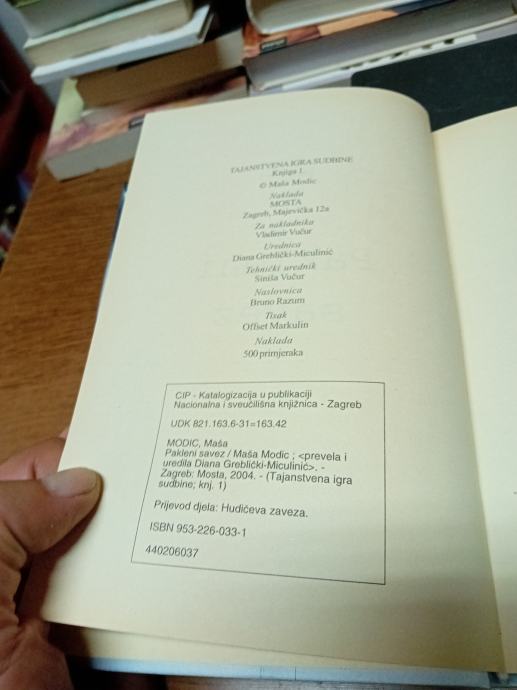 TAJANSTVENA IGRA SUDBINE
Knjiga 1.
© Maša Modic
Naklada
MOSTA
Zagreb, Majevička 12a
Za nakladnika
Vladimir Vučur
Urednica
Diana Greblički-Miculinić
Tehnički urednik
Siniša Vučur
Naslovnica
Bruno Razum
Tisak
Offset Markulin
Naklada
500 primjeraka
CIP - Katalogizacija u publikaciji
Nacionalna i sveučilišna knjižnica - Zagreb
UDK 821.163.6-31=163.42
MODIC, Maša
Pakleni savez / Maša Modic ; <prevela i
uredila Diana Greblički-Miculinić>. -
Zagreb: Mosta, 2004. - (Tajanstvena igra
sudbine; knj. 1)
Prijevod djela: Hudičeva zaveza.
ISBN 953-226-033-1
440206037